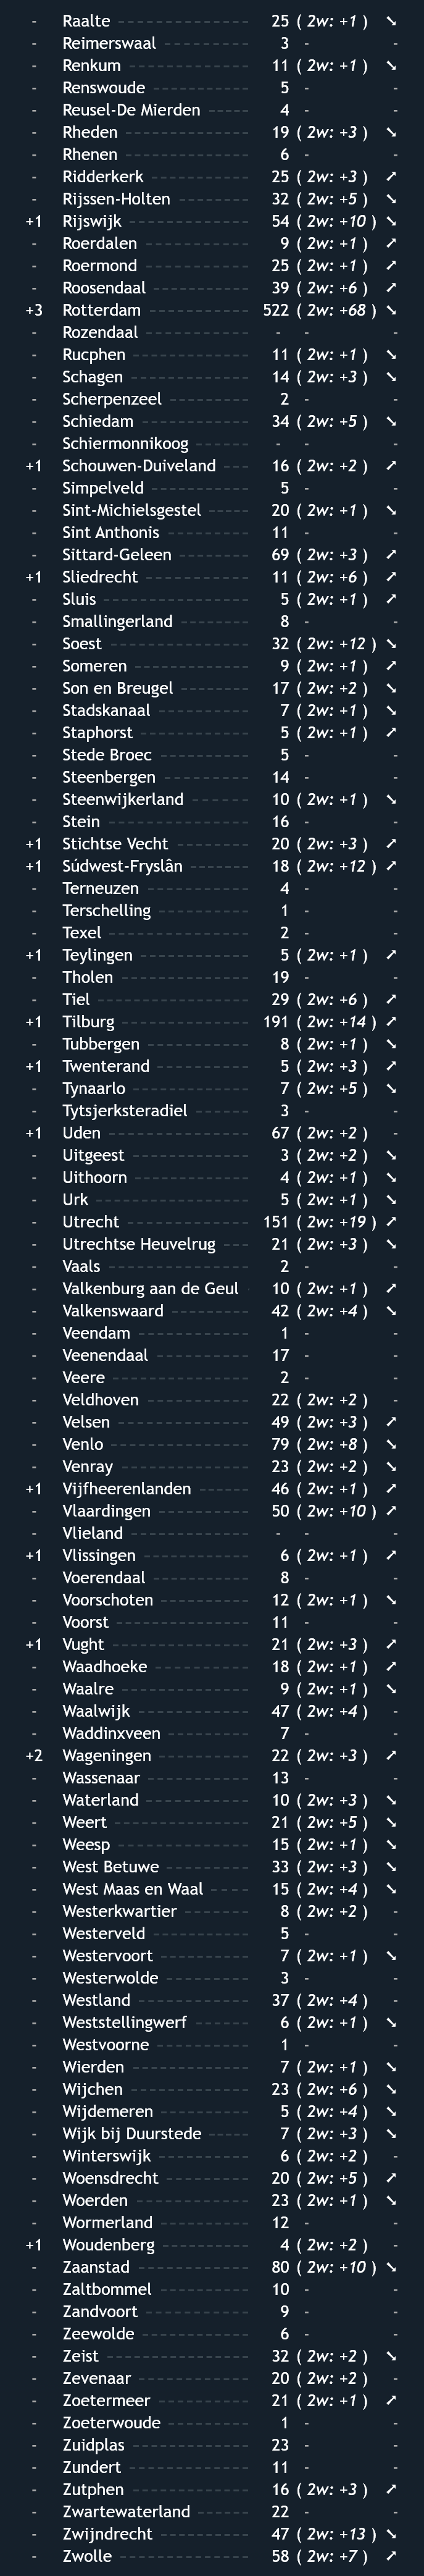 - Raalte 25 ( 2w: +1 ) ↘
- Reimerswaal 3 - -
- Renkum 11 ( 2w: +1 ) ↘
- Renswoude 5 - -
- Reusel-De Mierden 4 - -
- Rheden 19 ( 2w: +3 ) ↘
- Rhenen 6 - -
- Ridderkerk 25 ( 2w: +3 ) ↗
- Rijssen-Holten 32 ( 2w: +5 ) ↘
+1 Rijswijk 54 ( 2w: +10 ) ↘
- Roerdalen 9 ( 2w: +1 ) ↗
- Roermond 25 ( 2w: +1 ) ↗
- Roosendaal 39 ( 2w: +6 ) ↗
+3 Rotterdam 522 ( 2w: +68 ) ↘
- Rozendaal - - -
- Rucphen 11 ( 2w: +1 ) ↘
- Schagen 14 ( 2w: +3 ) ↘
- Scherpenzeel 2 - -
- Schiedam 34 ( 2w: +5 ) ↘
- Schiermonnikoog - - -
+1 Schouwen-Duiveland 16 ( 2w: +2 ) ↗
- Simpelveld 5 - -
- Sint-Michielsgestel 20 ( 2w: +1 ) ↘
- Sint Anthonis 11 - -
- Sittard-Geleen 69 ( 2w: +3 ) ↗
+1 Sliedrecht 11 ( 2w: +6 ) ↗
- Sluis 5 ( 2w: +1 ) ↗
- Smallingerland 8 - -
- Soest 32 ( 2w: +12 ) ↘
- Someren 9 ( 2w: +1 ) ↗
- Son en Breugel 17 ( 2w: +2 ) ↘
- Stadskanaal 7 ( 2w: +1 ) ↘
- Staphorst 5 ( 2w: +1 ) ↗
- Stede Broec 5 - -
- Steenbergen 14 - -
- Steenwijkerland 10 ( 2w: +1 ) ↘
- Stein 16 - -
+1 Stichtse Vecht 20 ( 2w: +3 ) ↗
+1 Súdwest-Fryslân 18 ( 2w: +12 ) ↗
- Terneuzen 4 - -
- Terschelling 1 - -
- Texel 2 - -
+1 Teylingen 5 ( 2w: +1 ) ↗
- Tholen 19 - -
- Tiel 29 ( 2w: +6 ) ↗
+1 Tilburg 191 ( 2w: +14 ) ↗
- Tubbergen 8 ( 2w: +1 ) ↘
+1 Twenterand 5 ( 2w: +3 ) ↗
- Tynaarlo 7 ( 2w: +5 ) ↘
- Tytsjerksteradiel 3 - -
+1 Uden 67 ( 2w: +2 ) -
- Uitgeest 3 ( 2w: +2 ) ↘
- Uithoorn 4 ( 2w: +1 ) ↘
- Urk 5 ( 2w: +1 ) ↘
- Utrecht 151 ( 2w: +19 ) ↗
- Utrechtse Heuvelrug 21 ( 2w: +3 ) ↘
- Vaals 2 - -
- Valkenburg aan de Geul 10 ( 2w: +1 ) ↗
- Valkenswaard 42 ( 2w: +4 ) ↘
- Veendam 1 - -
- Veenendaal 17 - -
- Veere 2 - -
- Veldhoven 22 ( 2w: +2 ) -
- Velsen 49 ( 2w: +3 ) ↗
- Venlo 79 ( 2w: +8 ) ↘
- Venray 23 ( 2w: +2 ) ↘
+1 Vijfheerenlanden 46 ( 2w: +1 ) ↗
- Vlaardingen 50 ( 2w: +10 ) ↗
- Vlieland - - -
+1 Vlissingen 6 ( 2w: +1 ) ↗
- Voerendaal 8 - -
- Voorschoten 12 ( 2w: +1 ) ↘
- Voorst 11 - -
+1 Vught 21 ( 2w: +3 ) ↗
- Waadhoeke 18 ( 2w: +1 ) ↗
- Waalre 9 ( 2w: +1 ) ↘
- Waalwijk 47 ( 2w: +4 ) -
- Waddinxveen 7 - -
+2 Wageningen 22 ( 2w: +3 ) ↗
- Wassenaar 13 - -
- Waterland 10 ( 2w: +3 ) ↘
- Weert 21 ( 2w: +5 ) ↘
- Weesp 15 ( 2w: +1 ) ↘
- West Betuwe 33 ( 2w: +3 ) ↘
- West Maas en Waal 15 ( 2w: +4 ) ↘
- Westerkwartier 8 ( 2w: +2 ) -
- Westerveld 5 - -
- Westervoort 7 ( 2w: +1 ) ↘
- Westerwolde 3 - -
- Westland 37 ( 2w: +4 ) -
- Weststellingwerf 6 ( 2w: +1 ) ↘
- Westvoorne 1 - -
- Wierden 7 ( 2w: +1 ) ↘
- Wijchen 23 ( 2w: +6 ) ↘
- Wijdemeren 5 ( 2w: +4 ) ↘
- Wijk bij Duurstede 7 ( 2w: +3 ) ↘
- Winterswijk 6 ( 2w: +2 ) -
- Woensdrecht 20 ( 2w: +5 ) ↗
- Woerden 23 ( 2w: +1 ) ↘
- Wormerland 12 - -
+1 Woudenberg 4 ( 2w: +2 ) -
- Zaanstad 80 ( 2w: +10 ) ↘
- Zaltbommel 10 - -
- Zandvoort 9 - -
- Zeewolde 6 - -
- Zeist 32 ( 2w: +2 ) ↘
- Zevenaar 20 ( 2w: +2 ) -
- Zoetermeer 21 ( 2w: +1 ) ↗
- Zoeterwoude 1 - -
- Zuidplas 23 - -
- Zundert 11 - -
- Zutphen 16 ( 2w: +3 ) ↗
- Zwartewaterland 22 - -
- Zwijndrecht 47 ( 2w: +13 ) ↘
- Zwolle 58 ( 2w: +7 ) ↗